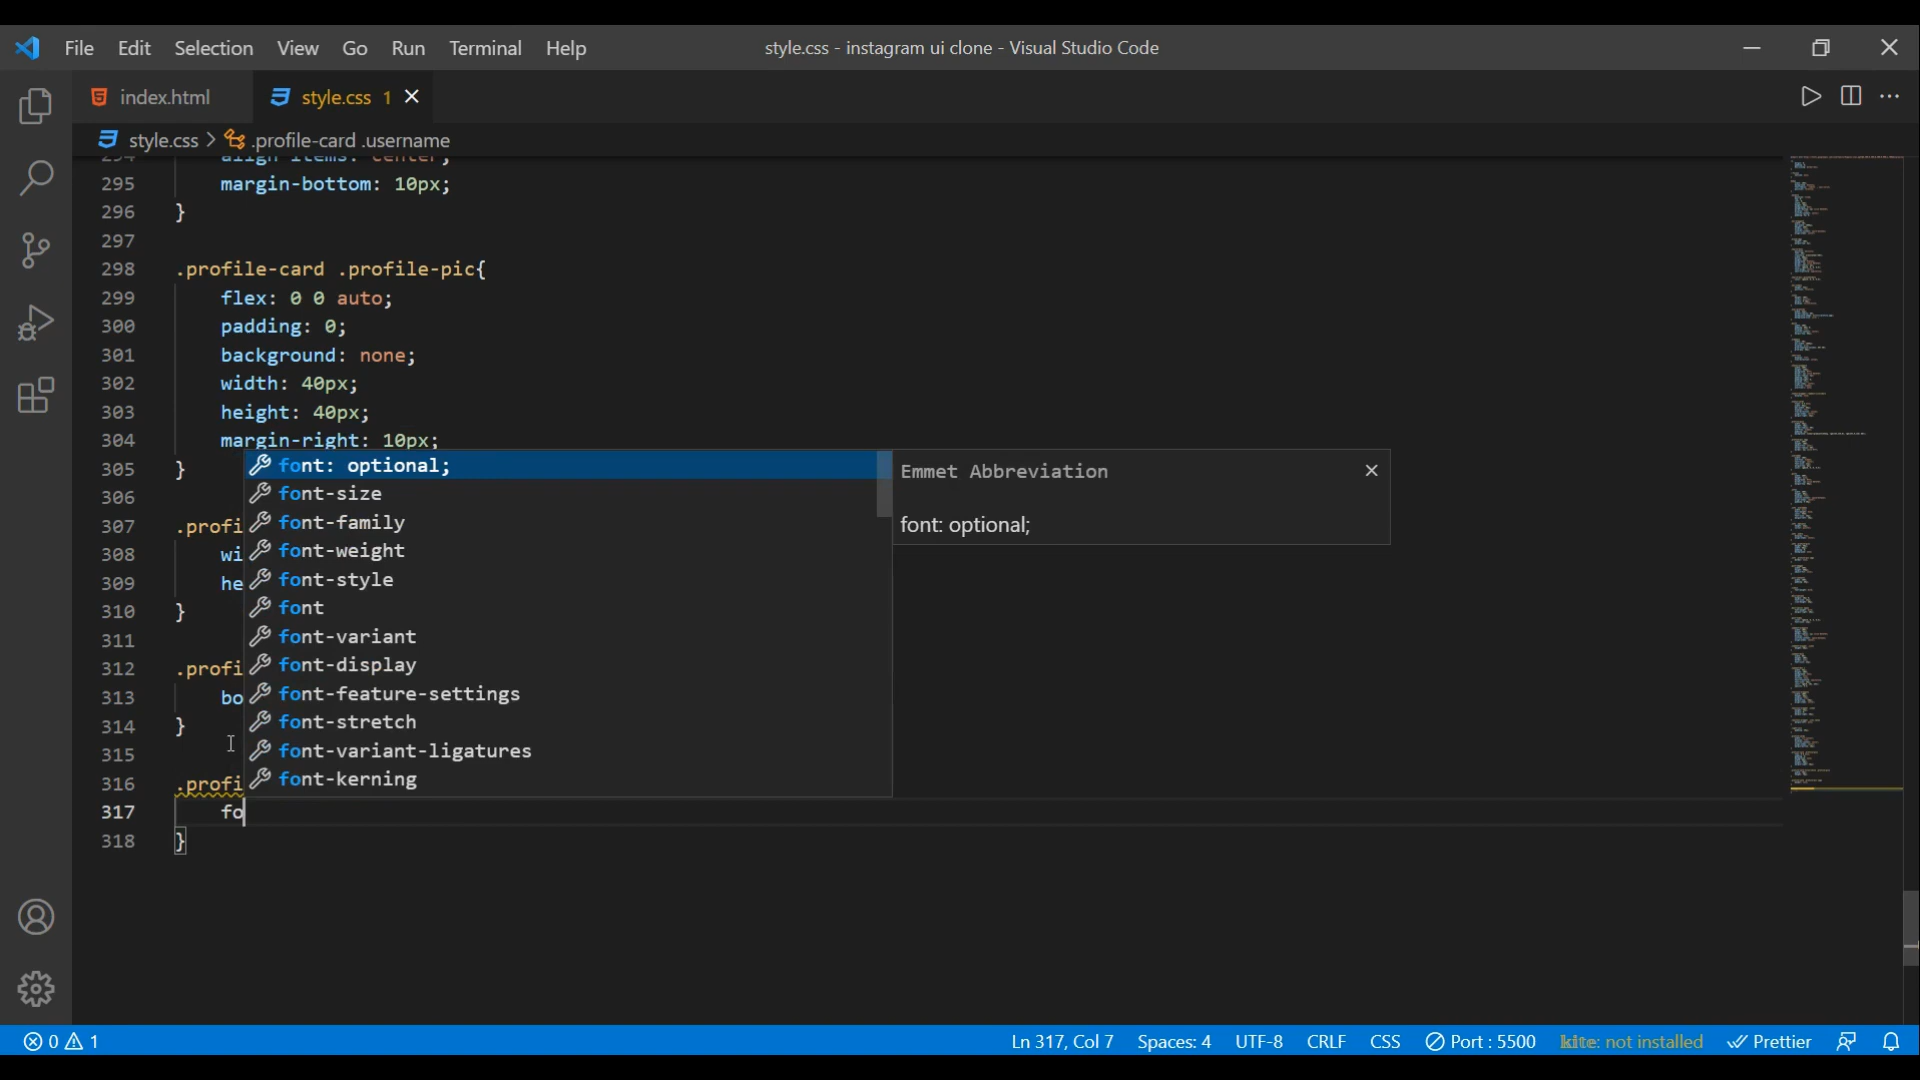 File Edit Selection View Go Run Terminal Help style.css - instagram ui clone - Visual Studio Code
index.html style.css 1
style.css > .profile-card .username
294 align-items: center;
295 margin-bottom: 10px;
296 }
297
298 .profile-card .profile-pic{
299 flex: 0 0 auto;
300 padding: 0;
301 background: none;
302 width: 40px;
303 height: 40px;
304 margin-right: 10px;
305 }
306
307 .profi
308 wi
309 he
310 }
311
312 .profi
313 bo
314 }
315
316 .profi
317 fo
318 }
font: optional;
font-size
font-family
font-weight
font-style
font
font-variant
font-display
font-feature-settings
font-stretch
font-variant-ligatures
font-kerning
Emmet Abbreviation
font: optional;
0 1 Ln 317, Col 7 Spaces: 4 UTF-8 CRLF CSS Port : 5500 kite: not installed Prettier